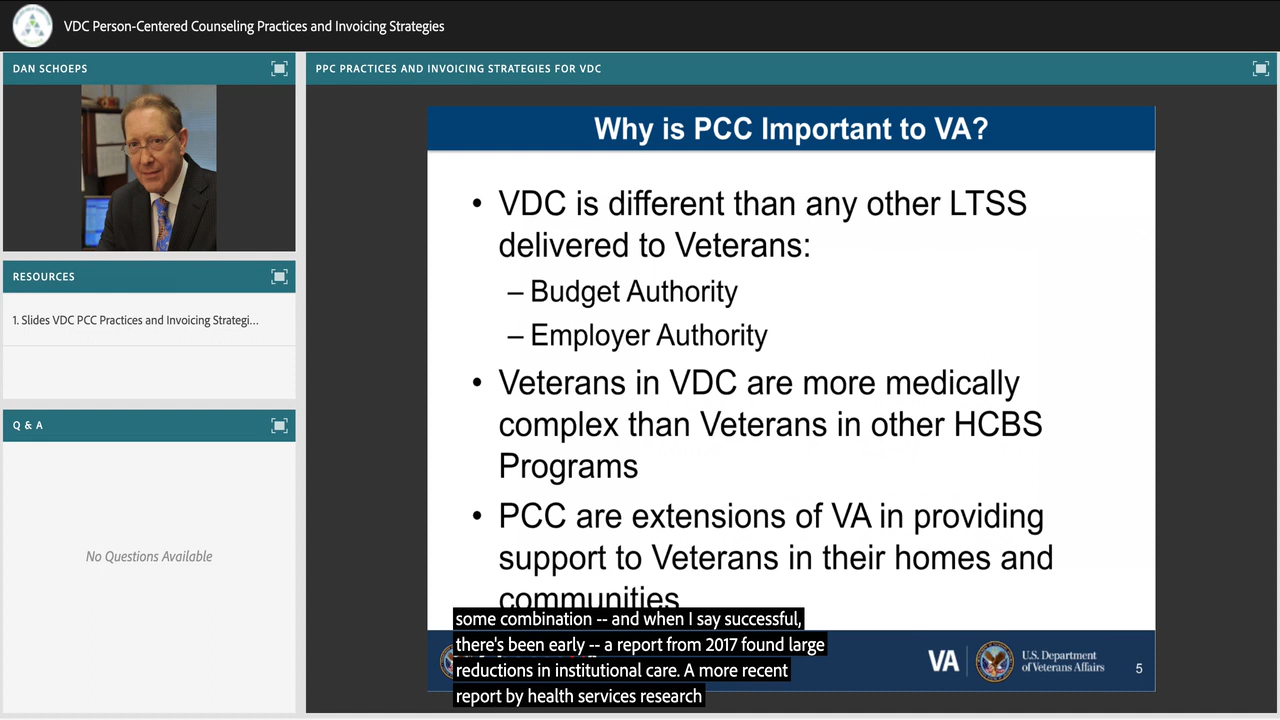 VDC Person-Centered Counseling Practices and Invoicing Strategies
DAN SCHOEPS
RESOURCES
1. Slides VDC PCC Practices and Invoicing Strategi...
Q & A
No Questions Available
PPC PRACTICES AND INVOICING STRATEGIES FOR VDC
Why is PCC Important to VA?
• VDC is different than any other LTSS
delivered to Veterans:
– Budget Authority
– Employer Authority
• Veterans in VDC are more medically
complex than Veterans in other HCBS
Programs
• PCC are extensions of VA in providing
support to Veterans in their homes and
communities
some combination -- and when I say successful,
there's been early -- a report from 2017 found large
reductions in institutional care. A more recent
report by health services research
VA
U.S. Department
of Veterans Affairs
5